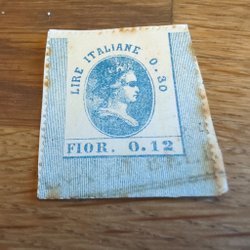 LIRE ITALIANE 0.30
FIOR. 0.12